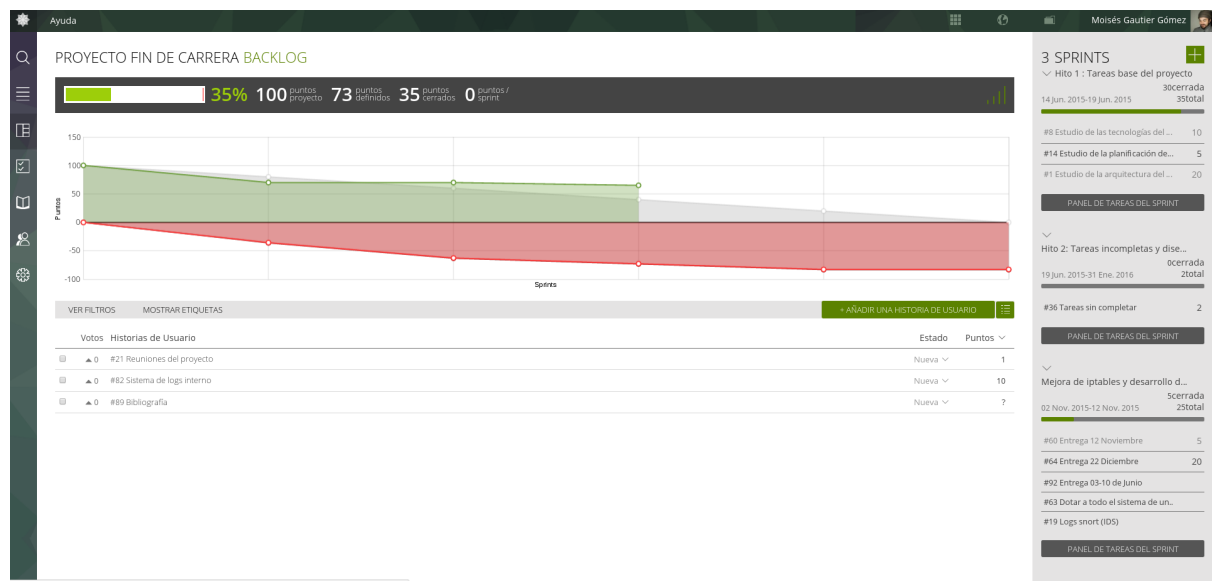 Ayuda
Moisés Gautier Gómez
PROYECTO FIN DE CARRERA BACKLOG
35% 100 puntos proyecto 73 puntos definidos 35 puntos cerrados 0 puntos / sprint
150
100
50
0
-50
-100
Puntos
Sprints
VER FILTROS MOSTRAR ETIQUETAS + AÑADIR UNA HISTORIA DE USUARIO
Votos Historias de Usuario Estado Puntos
0 #21 Reuniones del proyecto Nueva 1
0 #82 Sistema de logs interno Nueva 10
0 #89 Bibliografía Nueva ?
3 SPRINTS
Hito 1 : Tareas base del proyecto
30cerrada
14 Jun. 2015-19 Jun. 2015 35total
#8 Estudio de las tecnologías del ... 10
#14 Estudio de la planificación de... 5
#1 Estudio de la arquitectura del ... 20
PANEL DE TAREAS DEL SPRINT
Hito 2: Tareas incompletas y dise...
0cerrada
19 Jun. 2015-31 Ene. 2016 2total
#36 Tareas sin completar 2
PANEL DE TAREAS DEL SPRINT
Mejora de iptables y desarrollo d...
5cerrada
02 Nov. 2015-12 Nov. 2015 25total
#60 Entrega 12 Noviembre 5
#64 Entrega 22 Diciembre 20
#92 Entrega 03-10 de Junio
#63 Dotar a todo el sistema de un..
#19 Logs snort (IDS)
PANEL DE TAREAS DEL SPRINT